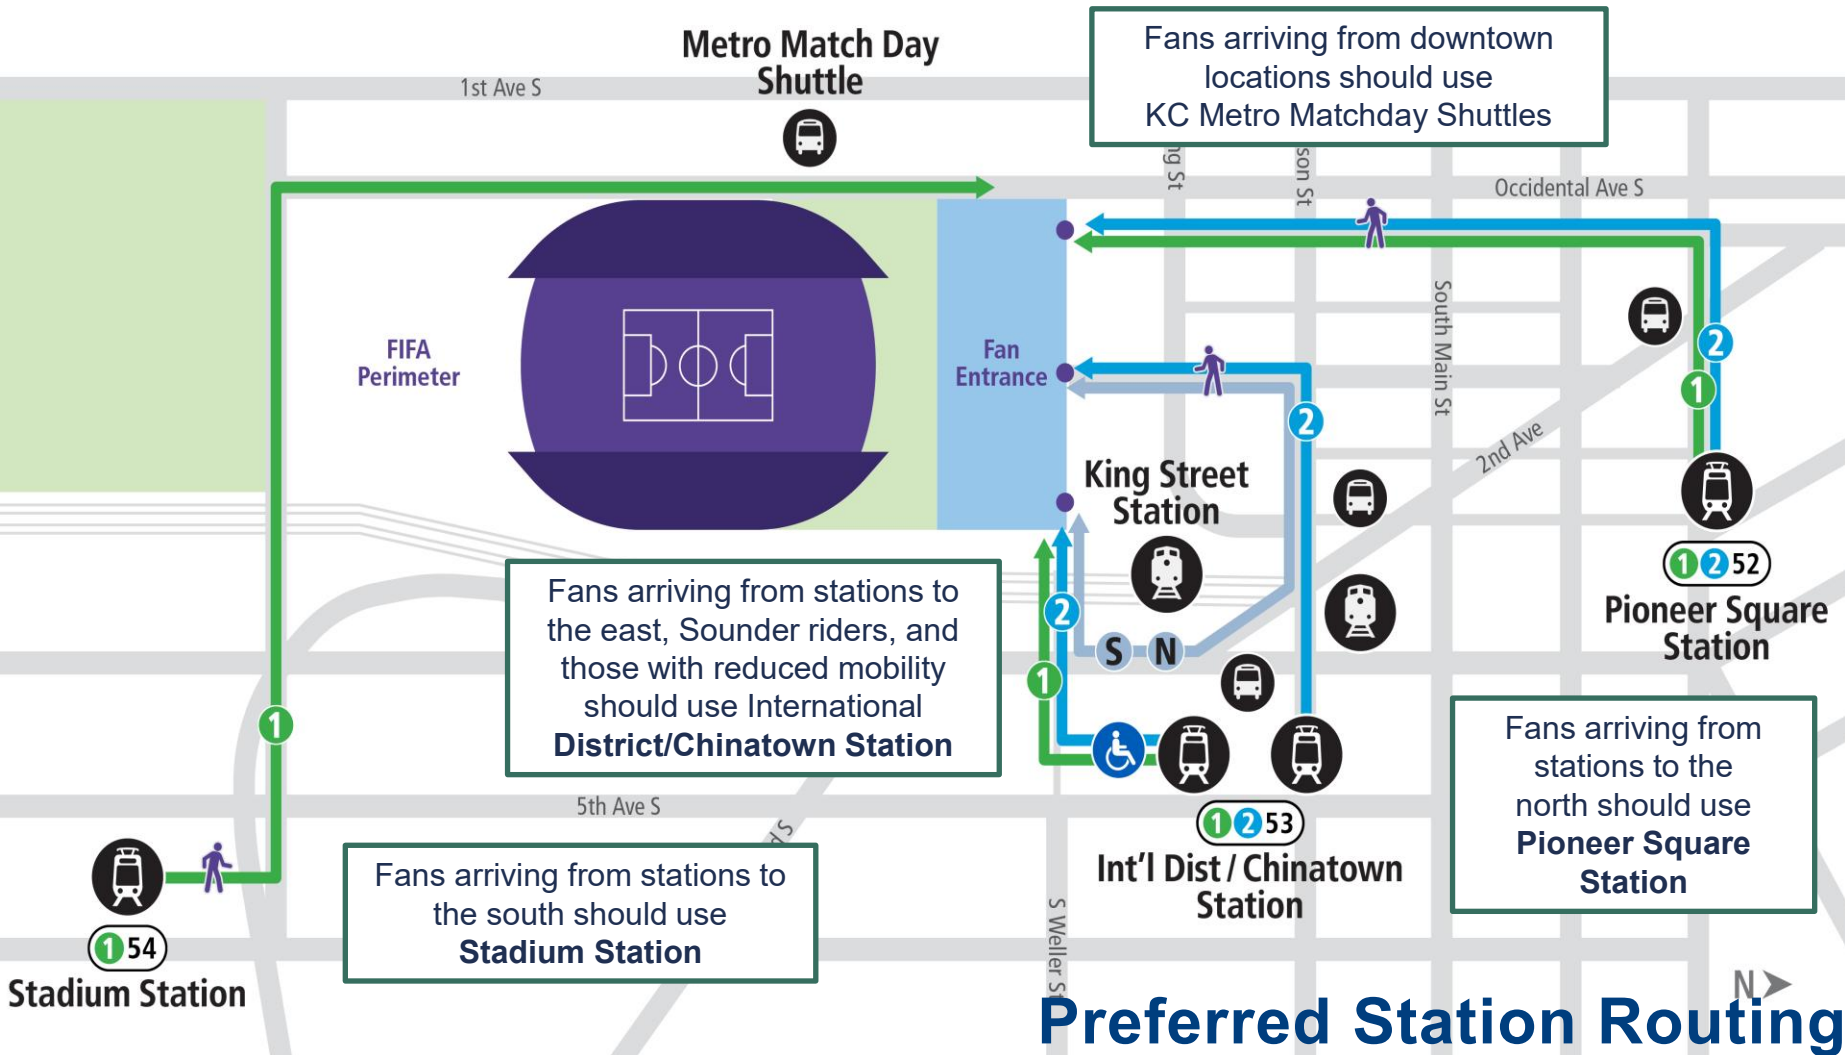 Metro Match Day
Shuttle
Fans arriving from downtown
locations should use
KC Metro Matchday Shuttles
1st Ave S
ng St
son St
Occidental Ave S
South Main St
FIFA
Perimeter
Fan
Entrance
2
1
2
2nd Ave
King Street
Station
1 2 52
Pioneer Square
Station
Fans arriving from stations to
the east, Sounder riders, and
those with reduced mobility
should use International
District/Chinatown Station
2
S N
1
1
Fans arriving from
stations to the
north should use
Pioneer Square
Station
5th Ave S
d S
1 2 53
Int'l Dist / Chinatown
Station
Fans arriving from stations to
the south should use
Stadium Station
S Weller St
1 54
Stadium Station
N
Preferred Station Routing